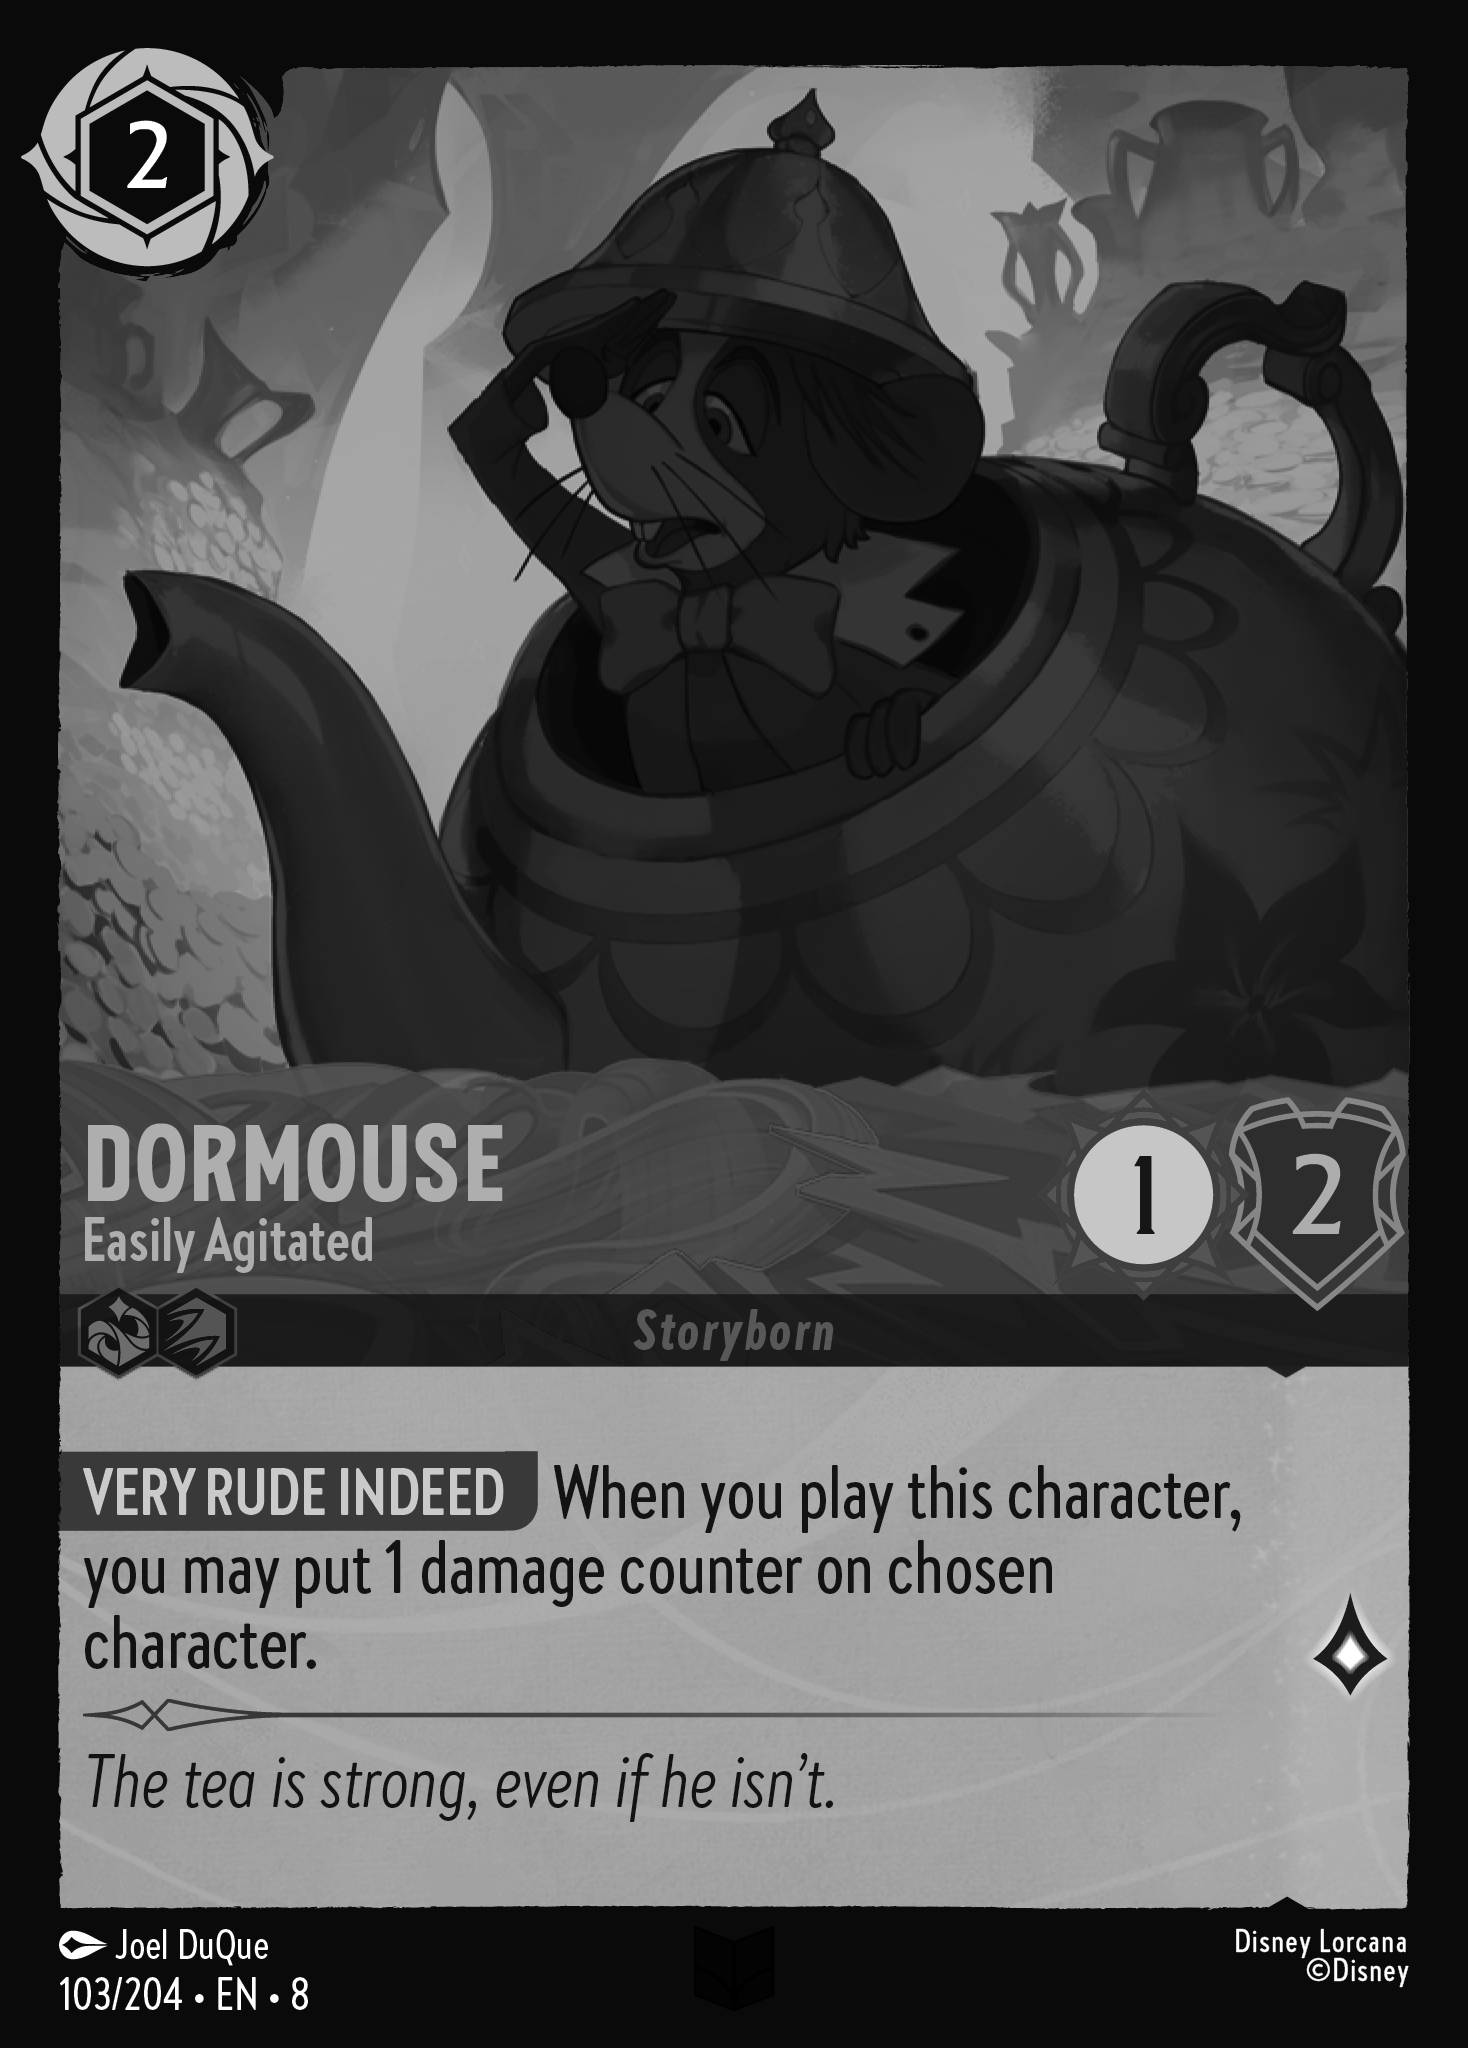 2
DORMOUSE
Easily Agitated
1
2
Storyborn
VERY RUDE INDEED When you play this character,
you may put 1 damage counter on chosen
character.
The tea is strong, even if he isn't.
Joel DuQue
103/204 • EN • 8
Disney Lorcana
©Disney